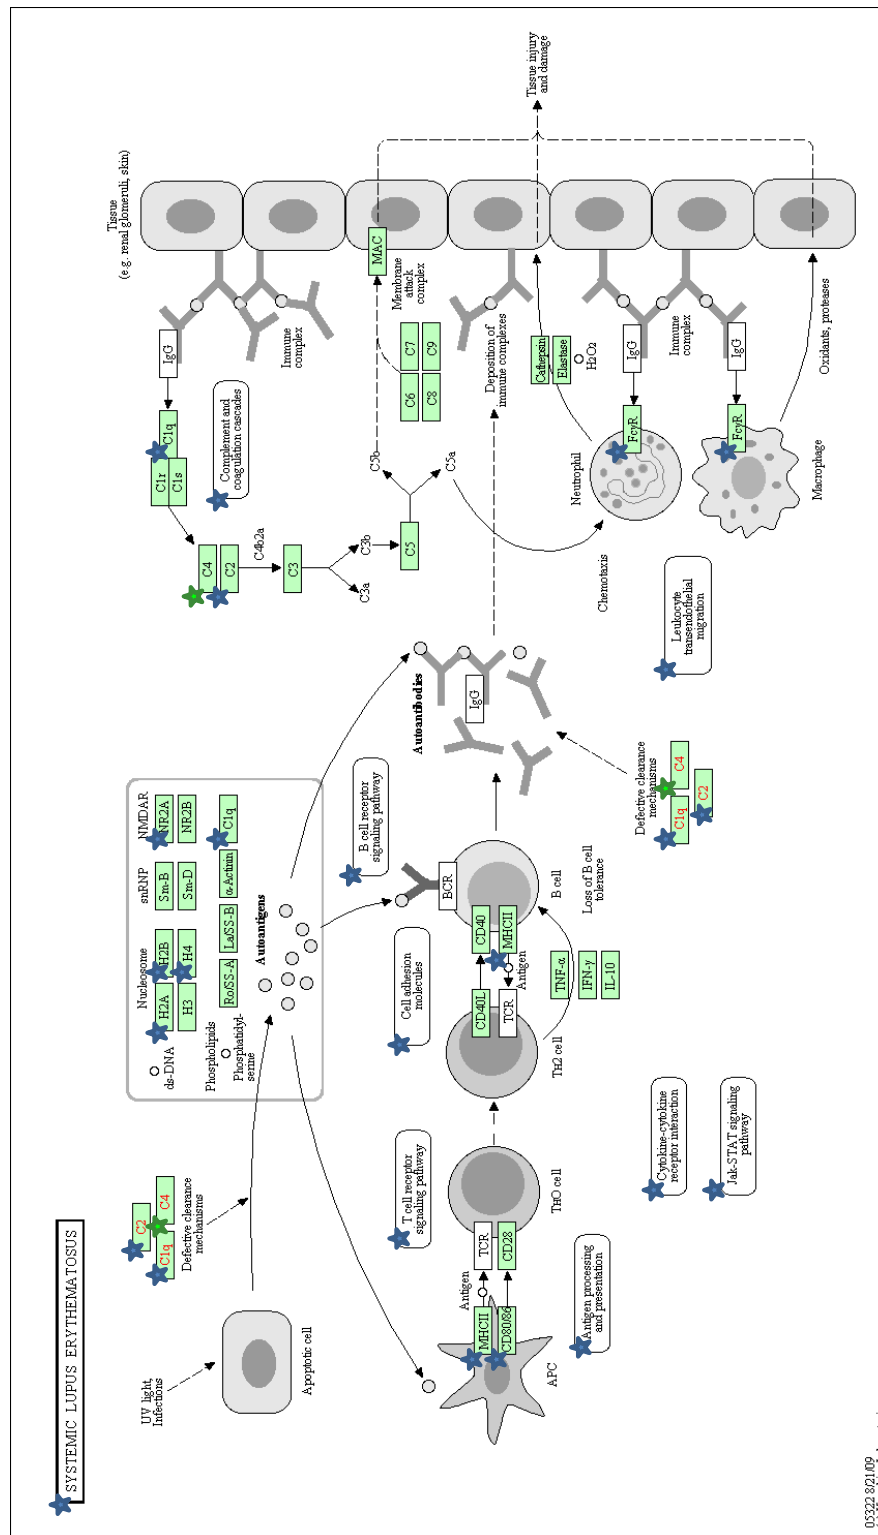 SYSTEMIC LUPUS ERYTHEMATOSUS
UV light,
Infections
Apoptotic cell
C2
C1q
C4
Defective clearance
mechanisms
ds-DNA
Nucleosome
H2A
H2B
H3
H4
snRNP
Sm-B
Sm-D
NMDAR
NR2A
NR2B
Phospholipids
Phosphatidyl-
serine
Ro/SS-A
La/SS-B
α-Actinin
C1q
Autoantigens
APC
MHCII
CD80/86
Antigen
TCR
CD28
TH0 cell
T cell receptor
signaling pathway
Antigen processing
and presentation
TH2 cell
CD40L
TCR
CD40
MHCII
Antigen
TNF-α
IFN-γ
IL-10
Cell adhesion
molecules
BCR
B cell
Loss of B cell
tolerance
B cell receptor
signaling pathway
Cytokine-cytokine
receptor interaction
Jak-STAT signaling
pathway
Autoantibodies
IgG
Defective clearance
mechanisms
C1q
C4
C2
Leukocyte
transendothelial
migration
Deposition of
immune complexes
Tissue
(e.g. renal glomeruli, skin)
IgG
Immune
complex
C1q
C1r
C1s
Complement and
coagulation cascades
C4
C2
C4b2a
C3
C3a
C3b
C5
C5b
C5a
C6
C7
C8
C9
MAC
Membrane
attack
complex
Chemotaxis
Neutrophil
FcγR
IgG
Cathepsin
Elastase
H2O2
Immune
complex
IgG
FcγR
Macrophage
Oxidants, proteases
Tissue injury
and damage
05322 8/21/09